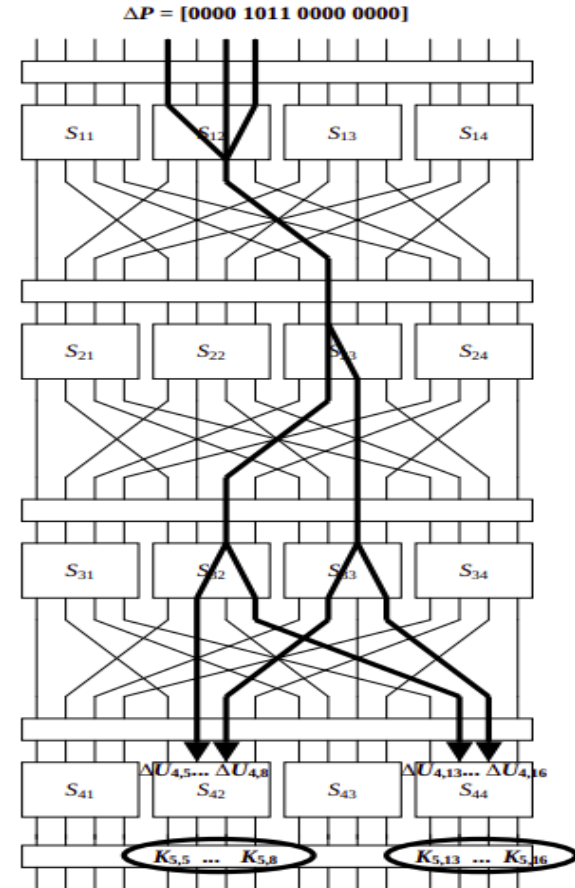 ΔP = [0000 1011 0000 0000]
S₁₁ S₁₂ S₁₃ S₁₄
S₂₁ S₂₂ S₂₃ S₂₄
S₃₁ S₃₂ S₃₃ S₃₄
ΔU₄,₅... ΔU₄,₈ ΔU₄,₁₃... ΔU₄,₁₆
S₄₁ S₄₂ S₄₃ S₄₄
K₅,₅ ... K₅,₈ K₅,₁₃ ... K₅,₁₆